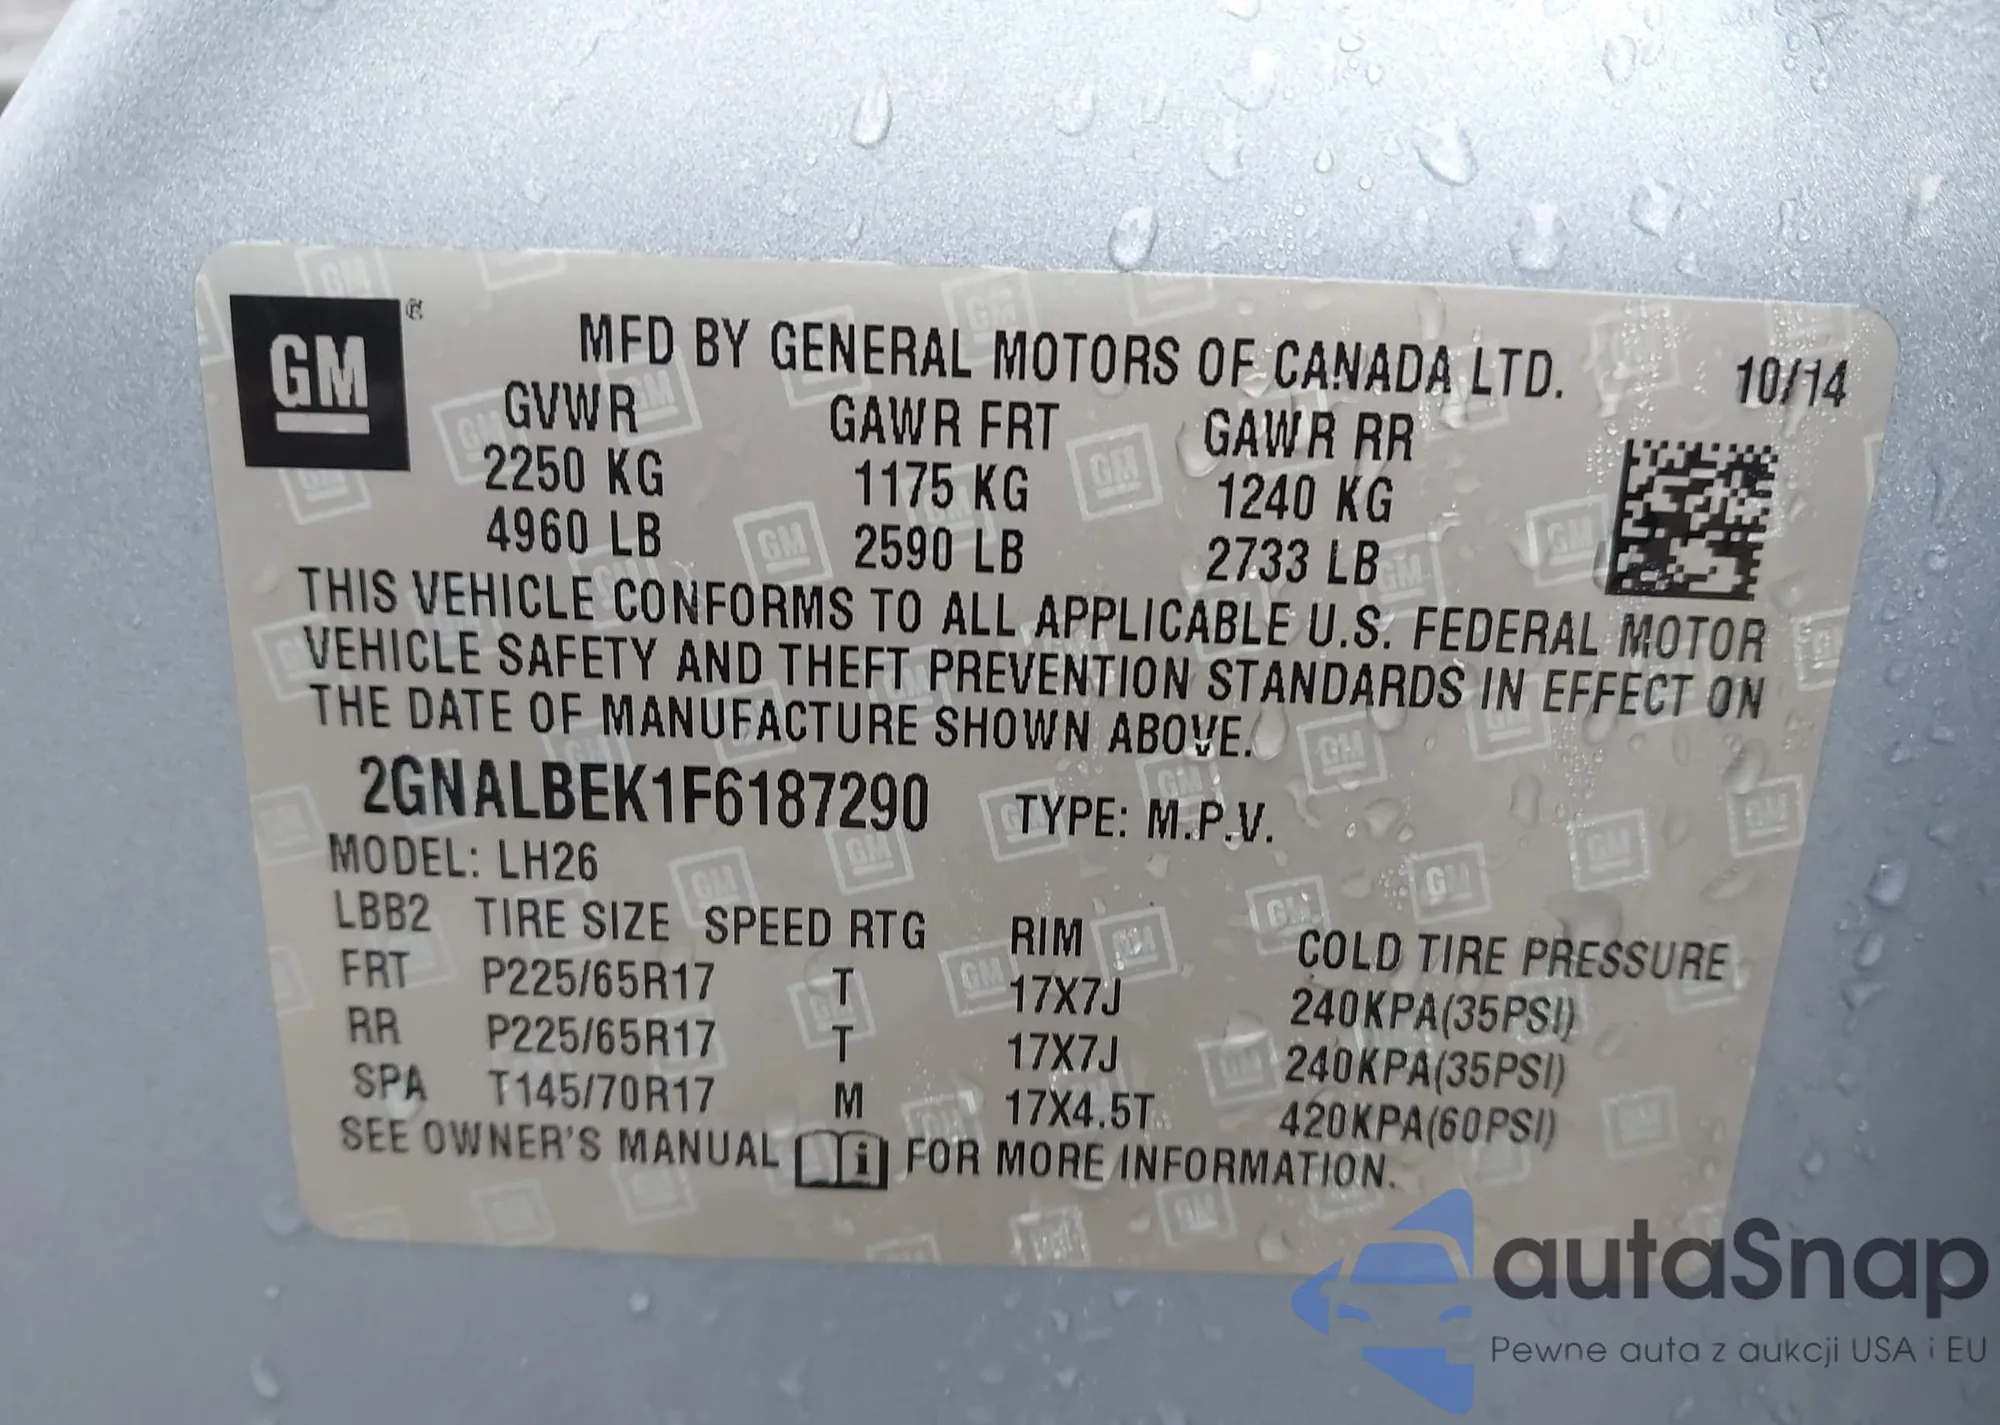 GM
MFD BY GENERAL MOTORS OF CANADA LTD. 10/14
GVWR GAWR FRT GAWR RR
2250 KG 1175 KG 1240 KG
4960 LB 2590 LB 2733 LB
THIS VEHICLE CONFORMS TO ALL APPLICABLE U.S. FEDERAL MOTOR
VEHICLE SAFETY AND THEFT PREVENTION STANDARDS IN EFFECT ON
THE DATE OF MANUFACTURE SHOWN ABOVE.
2GNALBEK1F6187290 TYPE: M.P.V.
MODEL: LH26
LBB2 TIRE SIZE SPEED RTG RIM COLD TIRE PRESSURE
FRT P225/65R17 T 17X7J 240KPA(35PSI)
RR P225/65R17 T 17X7J 240KPA(35PSI)
SPA T145/70R17 M 17X4.5T 420KPA(60PSI)
SEE OWNER'S MANUAL i FOR MORE INFORMATION.
autaSnap
Pewne auta z aukcji USA i EU